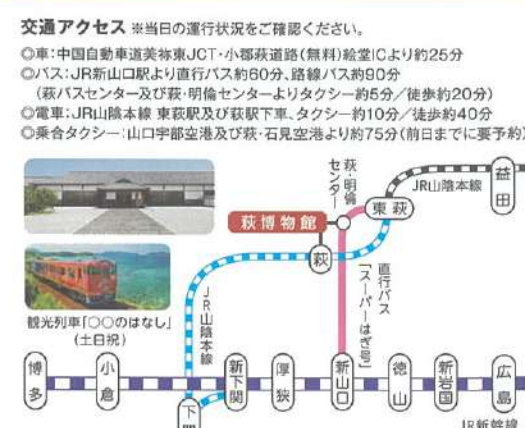 交通アクセス ※当日の運行状況をご確認ください。
◎車：中国自動車道美祢東JCT・小郡萩道路（無料）絵堂ICより約25分
◎バス：JR新山口駅より直行バス約60分、路線バス約90分
（萩バスセンター及び萩・明倫センターよりタクシー約5分／徒歩約20分）
◎電車：JR山陰本線 東萩駅及び萩駅下車、タクシー約10分／徒歩約40分
◎乗合タクシー：山口宇部空港及び萩・石見空港より約75分（前日までに要予約）
萩・明倫
センター
東萩
JR山陰本線
益田
萩博物館
萩
直行バス
「スーパーはぎ号」
JR山陰本線
観光列車「○○のはなし」
（土日祝）
博多
小倉
新下関
厚狭
新山口
徳山
新岩国
広島
下
JR新幹線